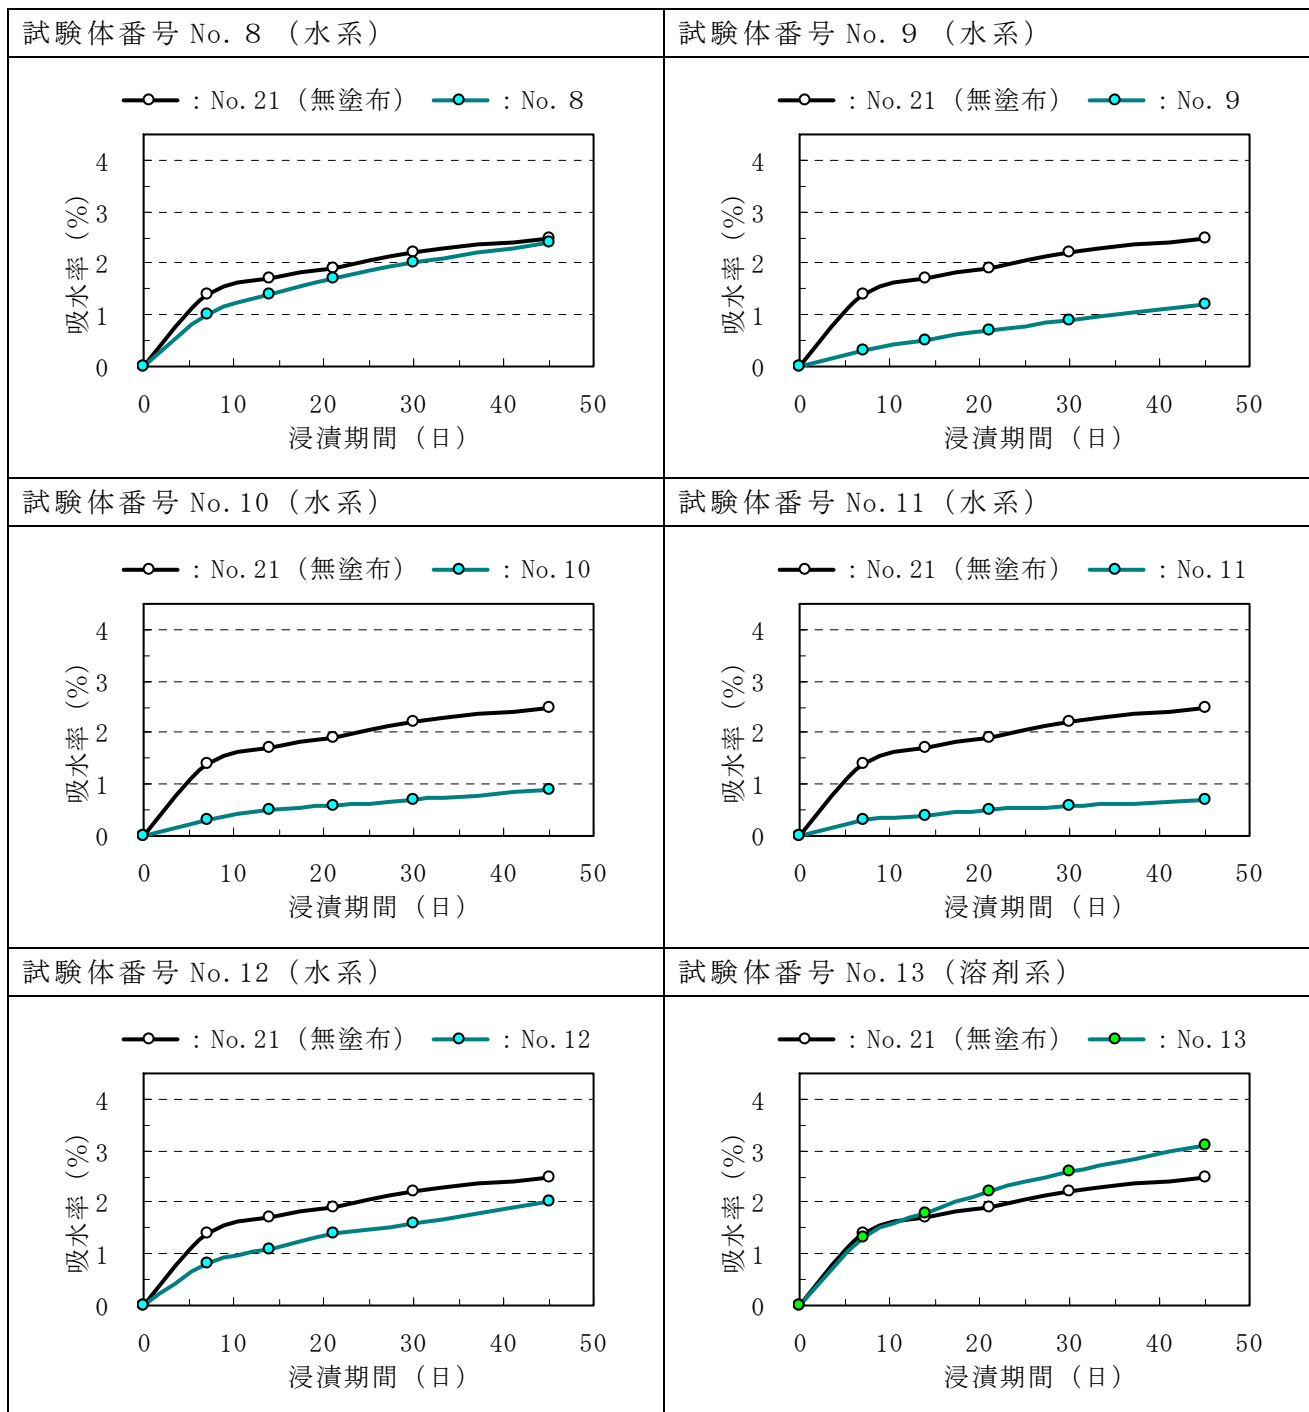 試験体番号 No. 8 （水系）
: No.21（無塗布） : No. 8
4
3
2
1
0
吸水率（%）
0 10 20 30 40 50
浸漬期間（日）
試験体番号 No. 9 （水系）
: No.21（無塗布） : No. 9
4
3
2
1
0
吸水率（%）
0 10 20 30 40 50
浸漬期間（日）
試験体番号 No.10（水系）
: No.21（無塗布） : No.10
4
3
2
1
0
吸水率（%）
0 10 20 30 40 50
浸漬期間（日）
試験体番号 No.11（水系）
: No.21（無塗布） : No.11
4
3
2
1
0
吸水率（%）
0 10 20 30 40 50
浸漬期間（日）
試験体番号 No.12（水系）
: No.21（無塗布） : No.12
4
3
2
1
0
吸水率（%）
0 10 20 30 40 50
浸漬期間（日）
試験体番号 No.13（溶剤系）
: No.21（無塗布） : No.13
4
3
2
1
0
吸水率（%）
0 10 20 30 40 50
浸漬期間（日）